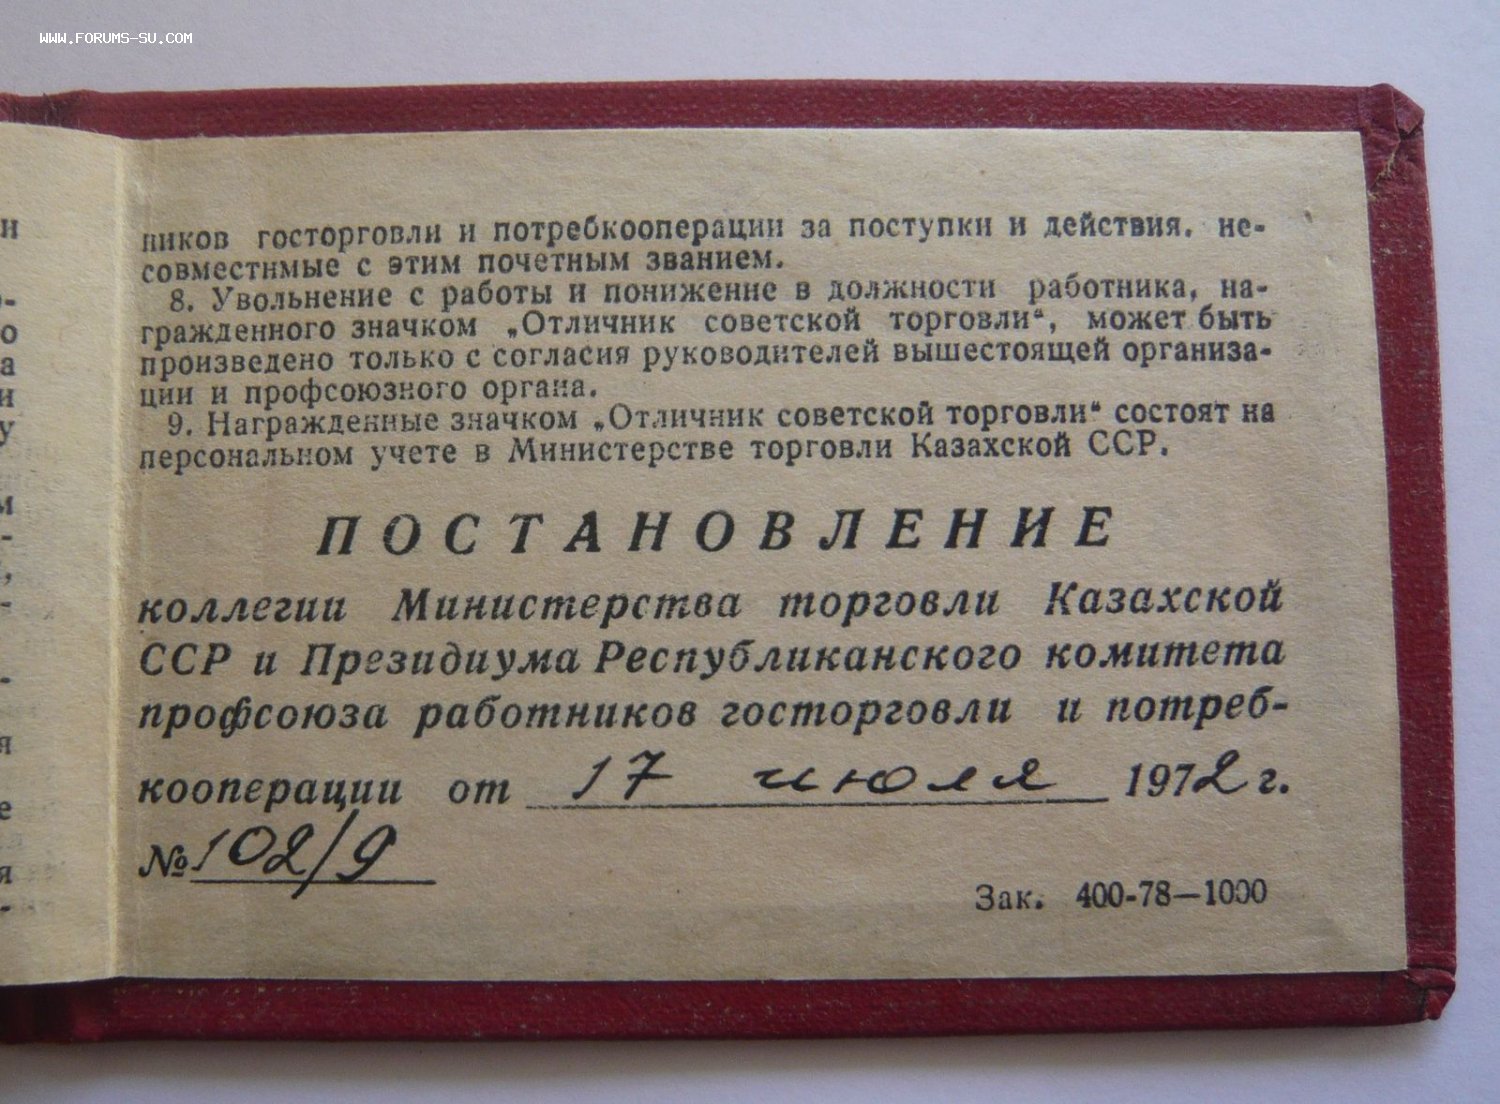 WWW.FORUMS-SU.COM
ников госторговли и потребкооперации за поступки и действия, не-
совместимые с этим почетным званием.
8. Увольнение с работы и понижение в должности работника, на-
гражденного значком „Отличник советской торговли“, может быть
произведено только с согласия руководителей вышестоящей организа-
ции и профсоюзного органа.
9. Награжденные значком „Отличник советской торговли“ состоят на
персональном учете в Министерстве торговли Казахской ССР.
ПОСТАНОВЛЕНИЕ
коллегии Министерства торговли Казахской
ССР и Президиума Республиканского комитета
профсоюза работников госторговли и потреб-
кооперации от 17 июля 1972 г.
№ 102/9
Зак. 400-78—1000